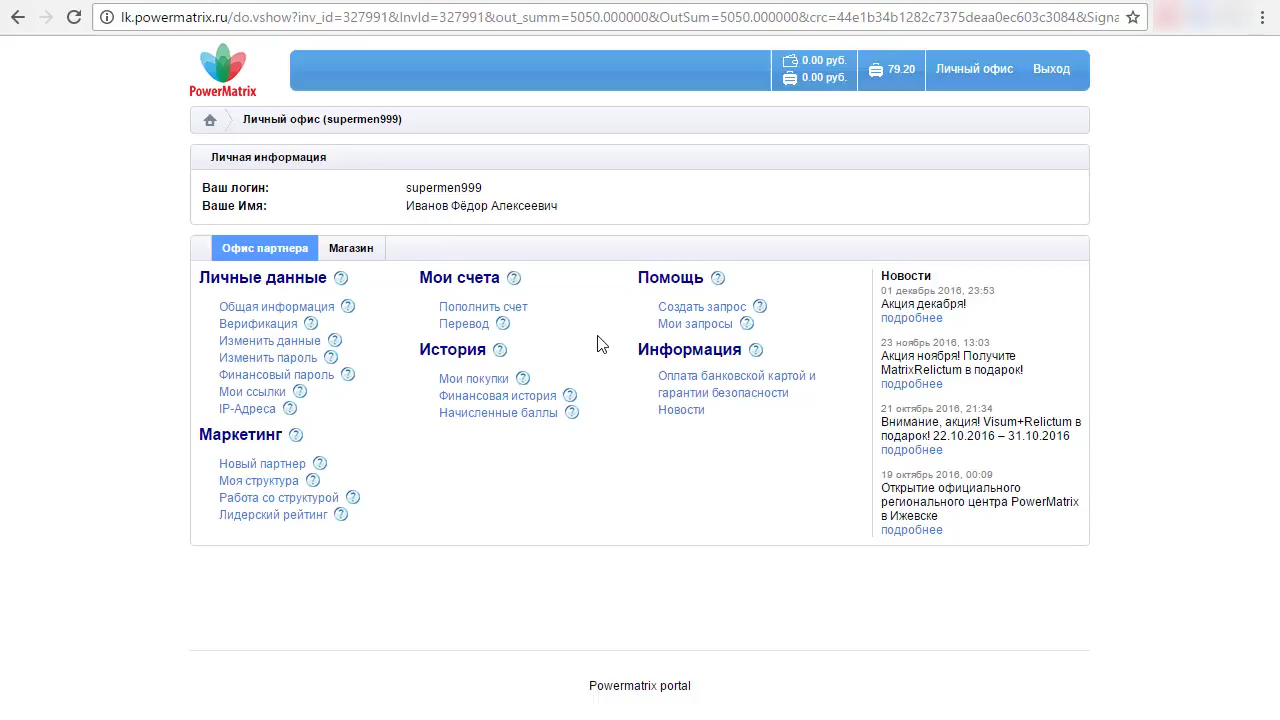 lk.powermatrix.ru/do.vshow?inv_id=327991&InvId=327991&out_summ=5050.000000&OutSum=5050.000000&crc=44e1b34b1282c7375deaa0ec603c3084&Signa
PowerMatrix
0.00 руб.
0.00 руб.
79.20
Личный офис
Выход
Личный офис (supermen999)
Личная информация
Ваш логин: supermen999
Ваше Имя: Иванов Фёдор Алексеевич
Офис партнера
Магазин
Личные данные ?
Общая информация ?
Верификация ?
Изменить данные ?
Изменить пароль ?
Финансовый пароль ?
Мои ссылки ?
IP-Адреса ?
Маркетинг ?
Новый партнер ?
Моя структура ?
Работа со структурой ?
Лидерский рейтинг ?
Мои счета ?
Пополнить счет
Перевод ?
История ?
Мои покупки ?
Финансовая история ?
Начисленные баллы ?
Помощь ?
Создать запрос ?
Мои запросы ?
Информация ?
Оплата банковской картой и
гарантии безопасности
Новости
Новости
01 декабрь 2016, 23:53
Акция декабря!
подробнее
23 ноябрь 2016, 13:03
Акция ноября! Получите
MatrixRelictum в подарок!
подробнее
21 октябрь 2016, 21:34
Внимание, акция! Visum+Relictum в
подарок! 22.10.2016 – 31.10.2016
подробнее
19 октябрь 2016, 00:09
Открытие официального
регионального центра PowerMatrix
в Ижевске
подробнее
Powermatrix portal